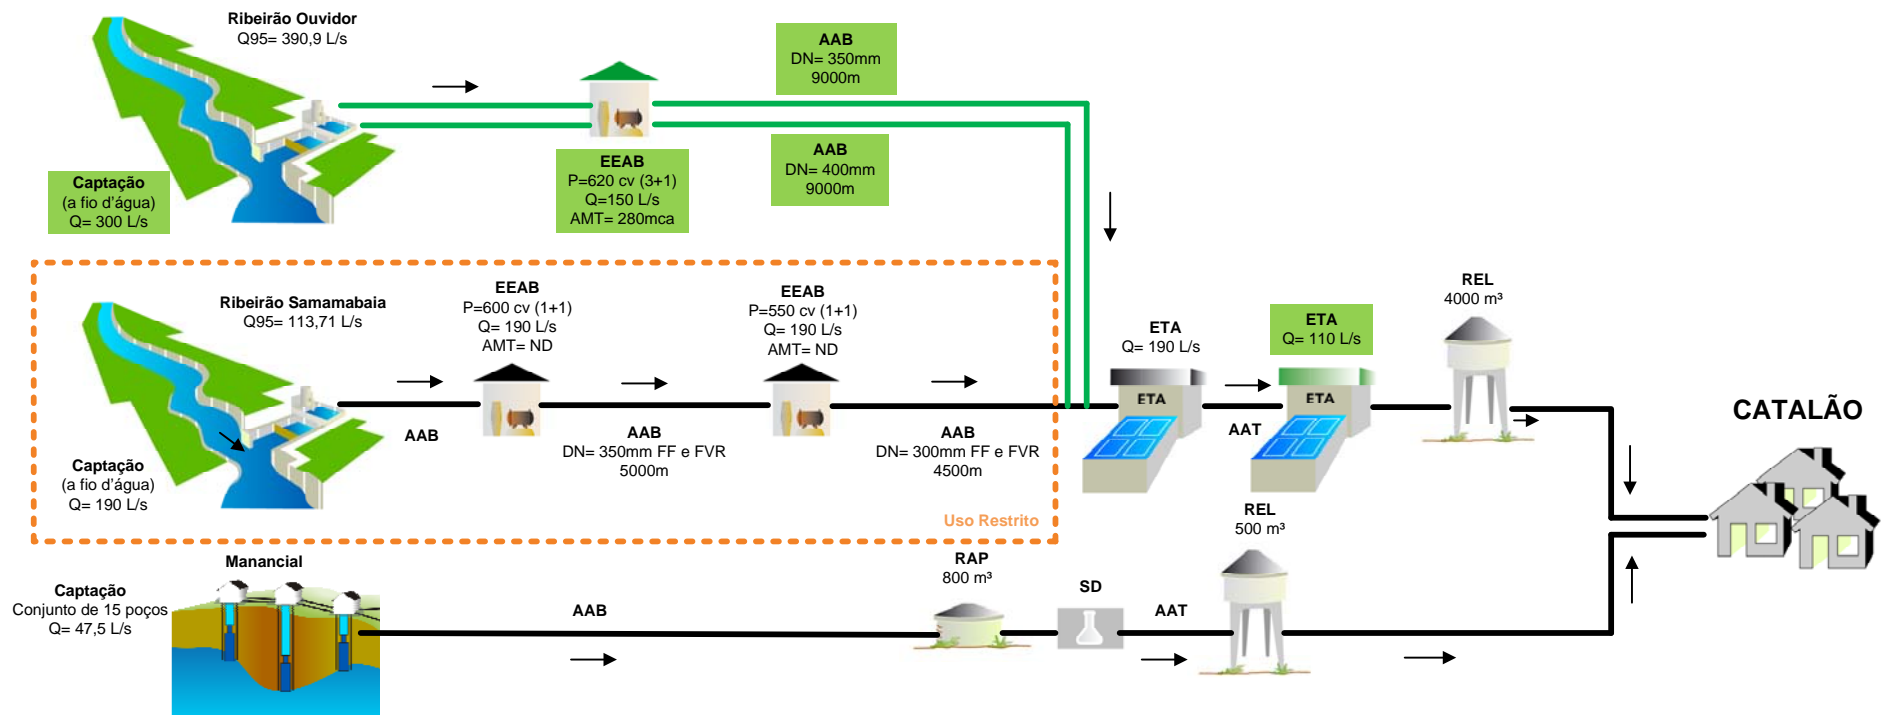 Ribeirão Ouvidor
Q95= 390,9 L/s
AAB
DN= 350mm
9000m
EEAB
P=620 cv (3+1)
Q=150 L/s
AMT= 280mca
AAB
DN= 400mm
9000m
Captação
(a fio d'água)
Q= 300 L/s
Ribeirão Samamabaia
Q95= 113,71 L/s
EEAB
P=600 cv (1+1)
Q= 190 L/s
AMT= ND
EEAB
P=550 cv (1+1)
Q= 190 L/s
AMT= ND
AAB
AAB
DN= 350mm FF e FVR
5000m
AAB
DN= 300mm FF e FVR
4500m
Captação
(a fio d'água)
Q= 190 L/s
Uso Restrito
ETA
Q= 190 L/s
ETA
ETA
Q= 110 L/s
ETA
AAT
REL
4000 m³
CATALÃO
Manancial
Captação
Conjunto de 15 poços
Q= 47,5 L/s
AAB
RAP
800 m³
SD
AAT
REL
500 m³